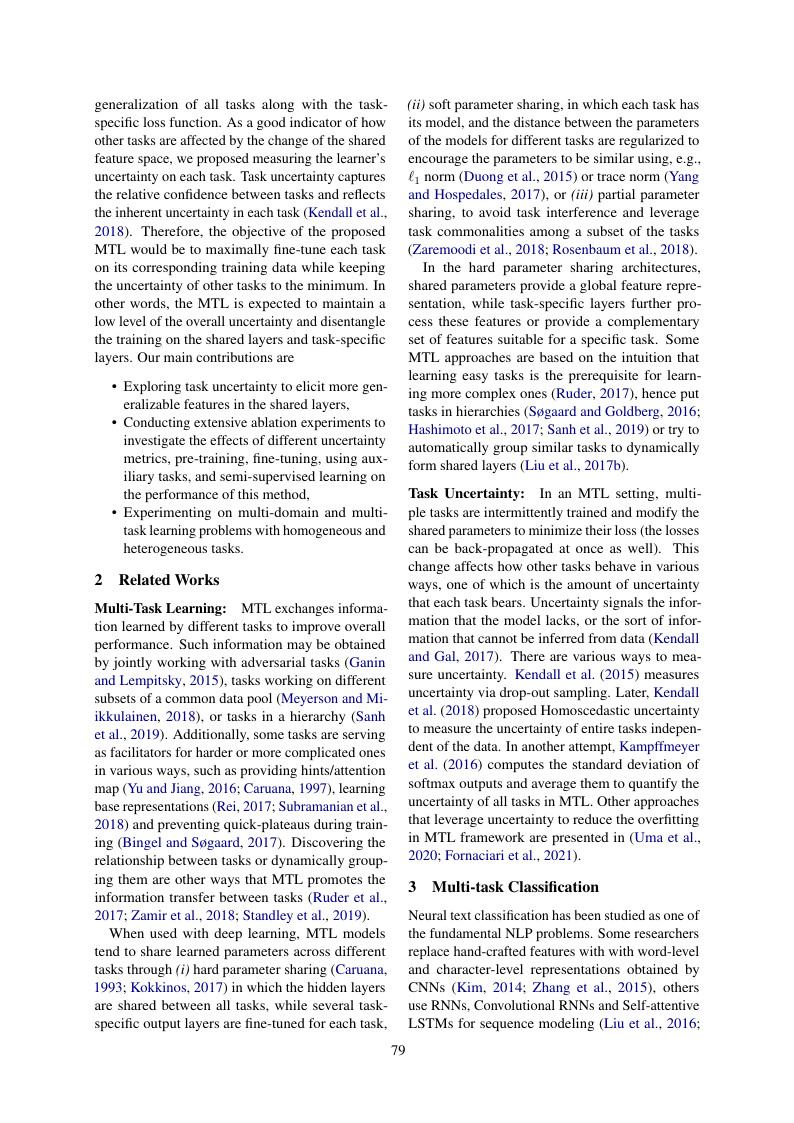 generalization of all tasks along with the task-
specific loss function. As a good indicator of how
other tasks are affected by the change of the shared
feature space, we proposed measuring the learner's
uncertainty on each task. Task uncertainty captures
the relative confidence between tasks and reflects
the inherent uncertainty in each task (Kendall et al.,
2018). Therefore, the objective of the proposed
MTL would be to maximally fine-tune each task
on its corresponding training data while keeping
the uncertainty of other tasks to the minimum. In
other words, the MTL is expected to maintain a
low level of the overall uncertainty and disentangle
the training on the shared layers and task-specific
layers. Our main contributions are
• Exploring task uncertainty to elicit more gen-
eralizable features in the shared layers,
• Conducting extensive ablation experiments to
investigate the effects of different uncertainty
metrics, pre-training, fine-tuning, using aux-
iliary tasks, and semi-supervised learning on
the performance of this method,
• Experimenting on multi-domain and multi-
task learning problems with homogeneous and
heterogeneous tasks.
2 Related Works
Multi-Task Learning: MTL exchanges informa-
tion learned by different tasks to improve overall
performance. Such information may be obtained
by jointly working with adversarial tasks (Ganin
and Lempitsky, 2015), tasks working on different
subsets of a common data pool (Meyerson and Mi-
ikkulainen, 2018), or tasks in a hierarchy (Sanh
et al., 2019). Additionally, some tasks are serving
as facilitators for harder or more complicated ones
in various ways, such as providing hints/attention
map (Yu and Jiang, 2016; Caruana, 1997), learning
base representations (Rei, 2017; Subramanian et al.,
2018) and preventing quick-plateaus during train-
ing (Bingel and Søgaard, 2017). Discovering the
relationship between tasks or dynamically group-
ing them are other ways that MTL promotes the
information transfer between tasks (Ruder et al.,
2017; Zamir et al., 2018; Standley et al., 2019).
When used with deep learning, MTL models
tend to share learned parameters across different
tasks through (i) hard parameter sharing (Caruana,
1993; Kokkinos, 2017) in which the hidden layers
are shared between all tasks, while several task-
specific output layers are fine-tuned for each task,
(ii) soft parameter sharing, in which each task has
its model, and the distance between the parameters
of the models for different tasks are regularized to
encourage the parameters to be similar using, e.g.,
ℓ1 norm (Duong et al., 2015) or trace norm (Yang
and Hospedales, 2017), or (iii) partial parameter
sharing, to avoid task interference and leverage
task commonalities among a subset of the tasks
(Zaremoodi et al., 2018; Rosenbaum et al., 2018).
In the hard parameter sharing architectures,
shared parameters provide a global feature repre-
sentation, while task-specific layers further pro-
cess these features or provide a complementary
set of features suitable for a specific task. Some
MTL approaches are based on the intuition that
learning easy tasks is the prerequisite for learn-
ing more complex ones (Ruder, 2017), hence put
tasks in hierarchies (Søgaard and Goldberg, 2016;
Hashimoto et al., 2017; Sanh et al., 2019) or try to
automatically group similar tasks to dynamically
form shared layers (Liu et al., 2017b).
Task Uncertainty: In an MTL setting, multi-
ple tasks are intermittently trained and modify the
shared parameters to minimize their loss (the losses
can be back-propagated at once as well). This
change affects how other tasks behave in various
ways, one of which is the amount of uncertainty
that each task bears. Uncertainty signals the infor-
mation that the model lacks, or the sort of infor-
mation that cannot be inferred from data (Kendall
and Gal, 2017). There are various ways to mea-
sure uncertainty. Kendall et al. (2015) measures
uncertainty via drop-out sampling. Later, Kendall
et al. (2018) proposed Homoscedastic uncertainty
to measure the uncertainty of entire tasks indepen-
dent of the data. In another attempt, Kampffmeyer
et al. (2016) computes the standard deviation of
softmax outputs and average them to quantify the
uncertainty of all tasks in MTL. Other approaches
that leverage uncertainty to reduce the overfitting
in MTL framework are presented in (Uma et al.,
2020; Fornaciari et al., 2021).
3 Multi-task Classification
Neural text classification has been studied as one of
the fundamental NLP problems. Some researchers
replace hand-crafted features with with word-level
and character-level representations obtained by
CNNs (Kim, 2014; Zhang et al., 2015), others
use RNNs, Convolutional RNNs and Self-attentive
LSTMs for sequence modeling (Liu et al., 2016;
79